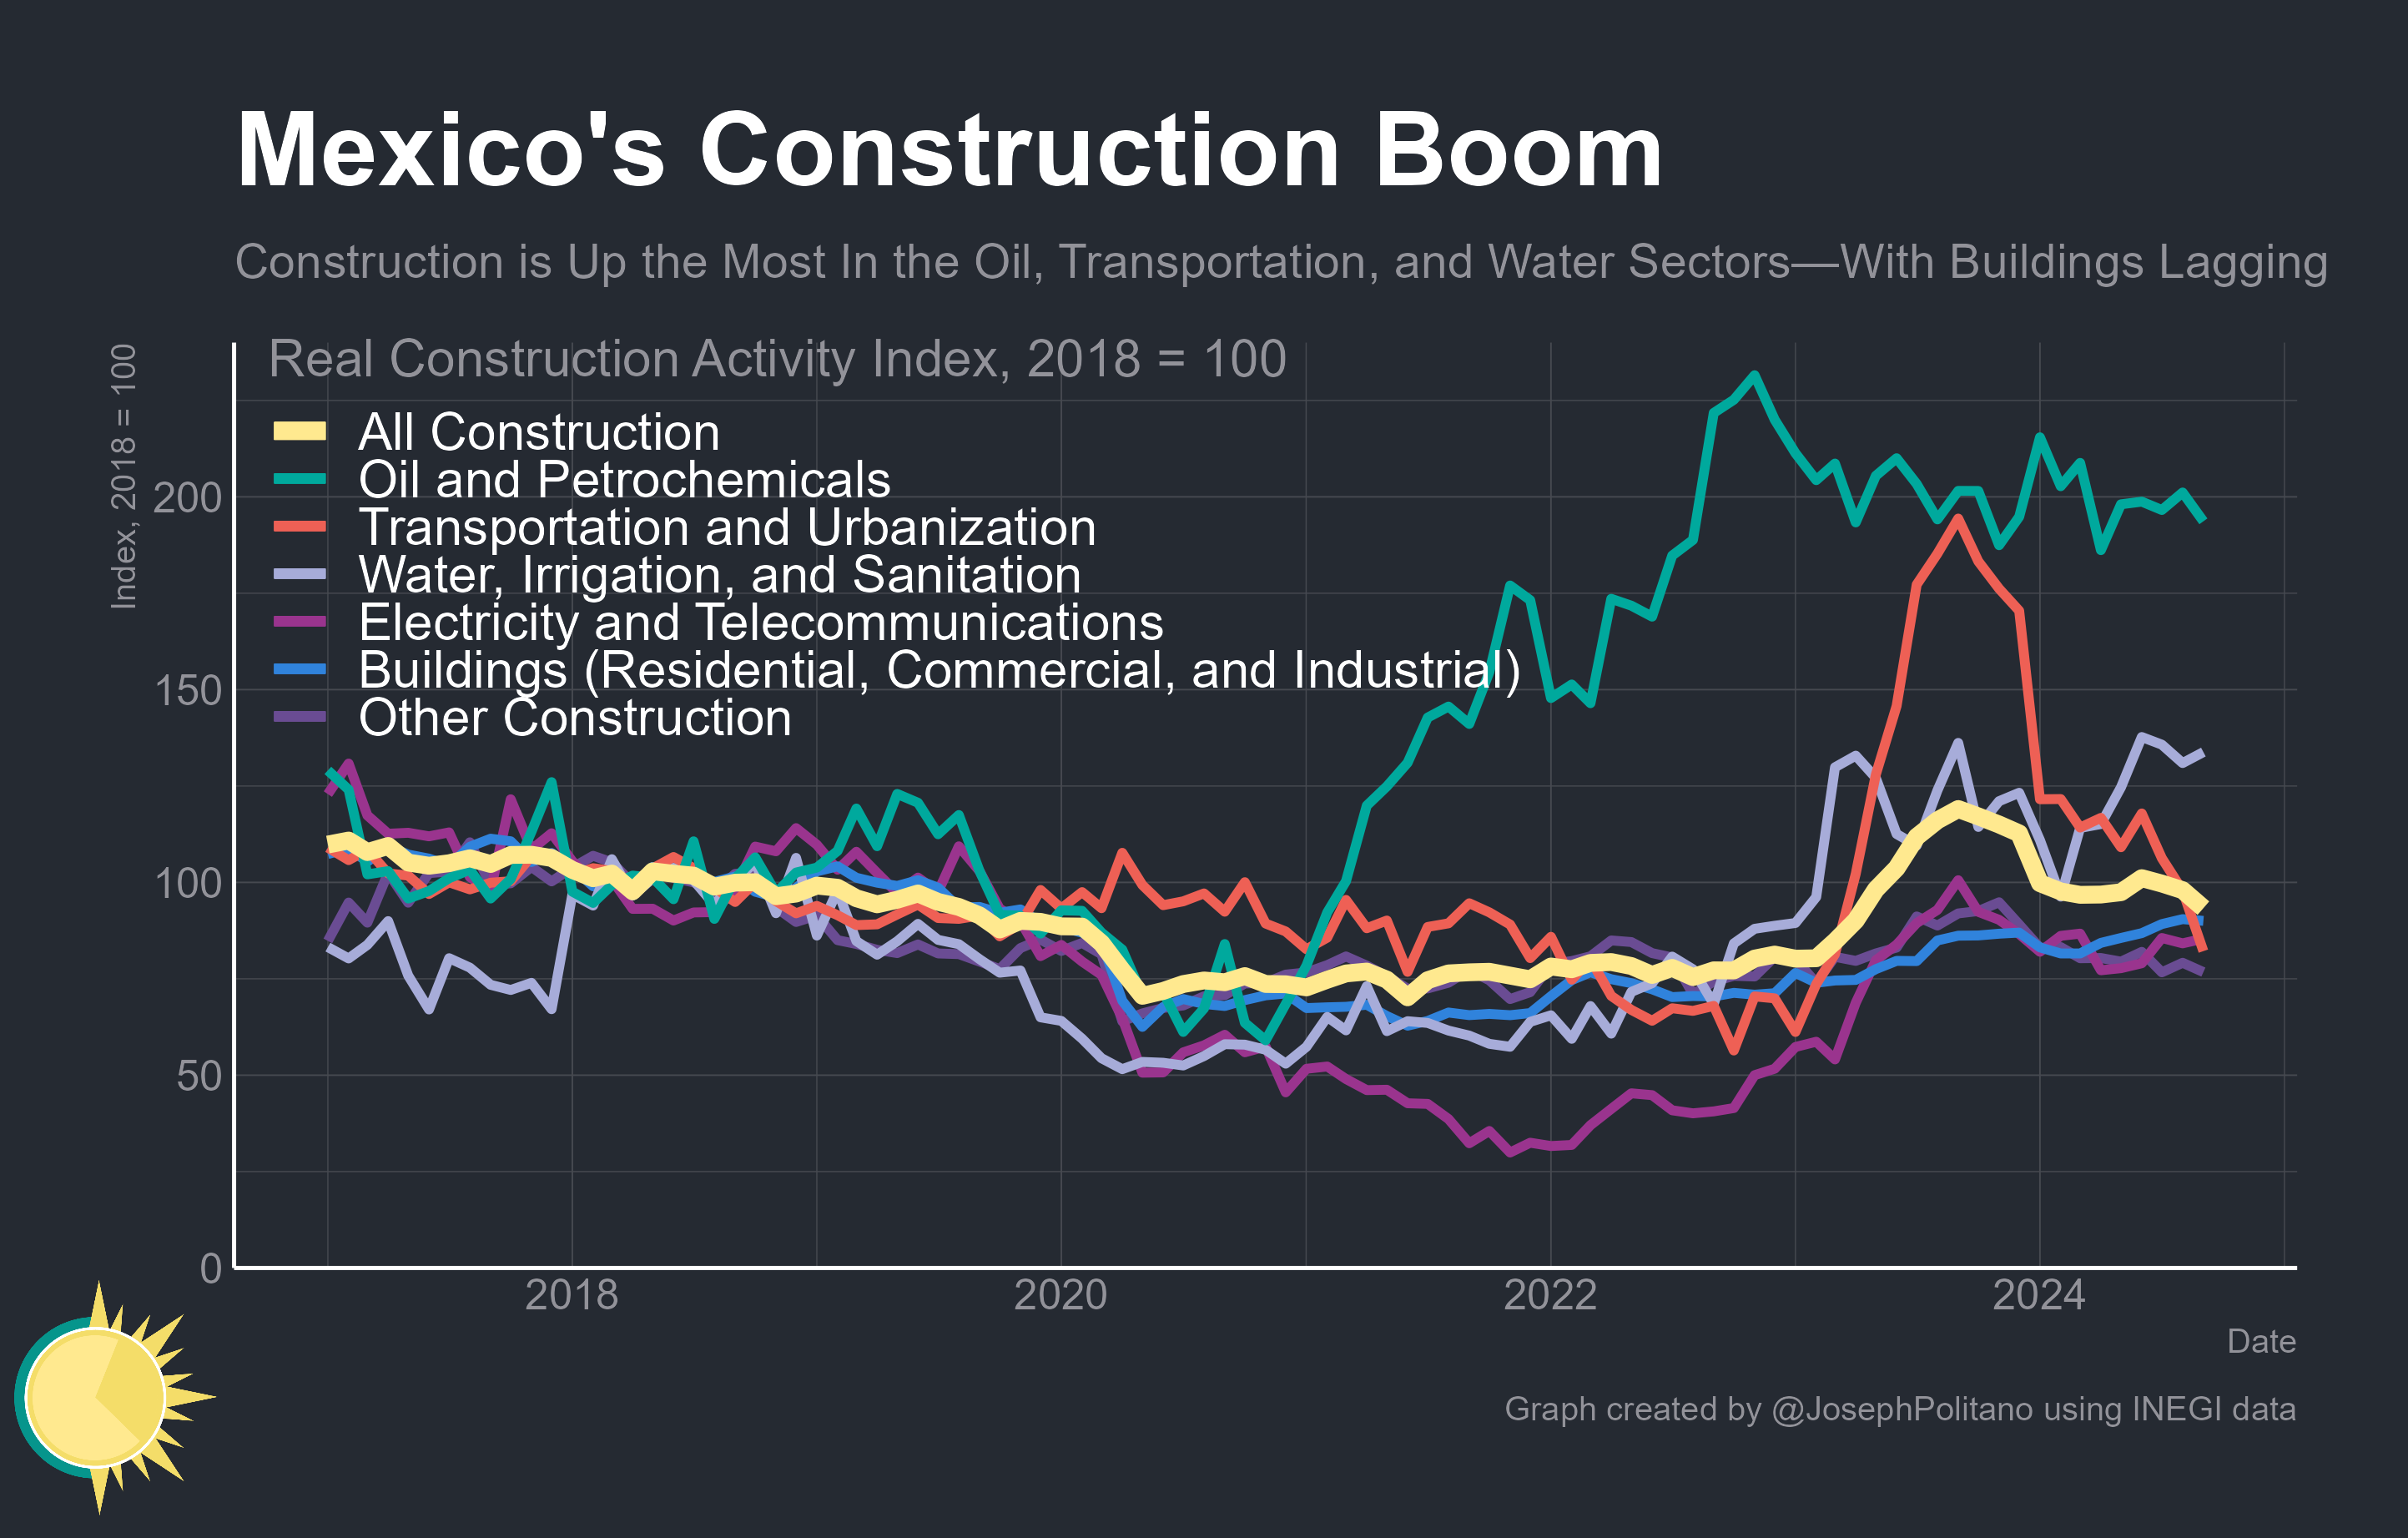 Mexico's Construction Boom
Construction is Up the Most In the Oil, Transportation, and Water Sectors—With Buildings Lagging
Index, 2018 = 100
Real Construction Activity Index, 2018 = 100
All Construction
Oil and Petrochemicals
Transportation and Urbanization
Water, Irrigation, and Sanitation
Electricity and Telecommunications
Buildings (Residential, Commercial, and Industrial)
Other Construction
200
150
100
50
0
2018 2020 2022 2024
Date
Graph created by @JosephPolitano using INEGI data